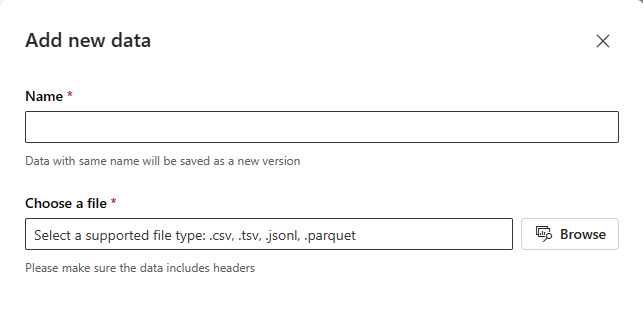 Add new data
Name *
Data with same name will be saved as a new version
Choose a file *
Select a supported file type: .csv, .tsv, .jsonl, .parquet
Browse
Please make sure the data includes headers